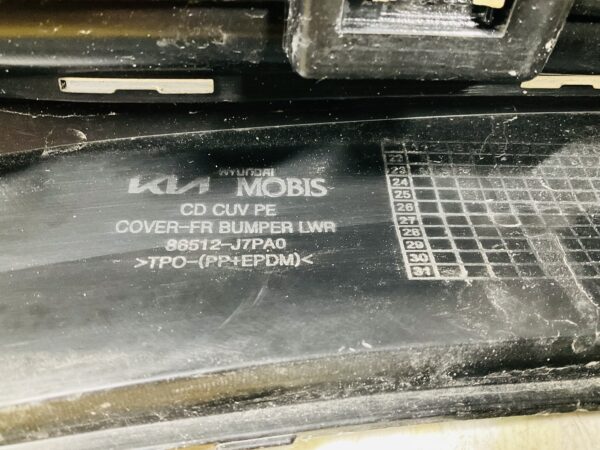 HYUNDAI
KIA MOBIS
CD CUV PE
COVER-FR BUMPER LWR
86512-J7PA0
>TPO-(PP+EPDM)<
22
23
24
25
26
27
28
29
30
31